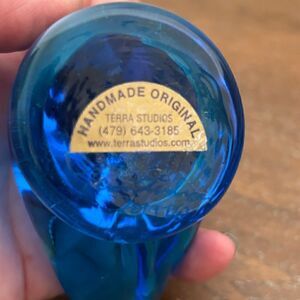 HANDMADE ORIGINAL
TERRA STUDIOS
(479) 643-3185
www.terrastudios.com